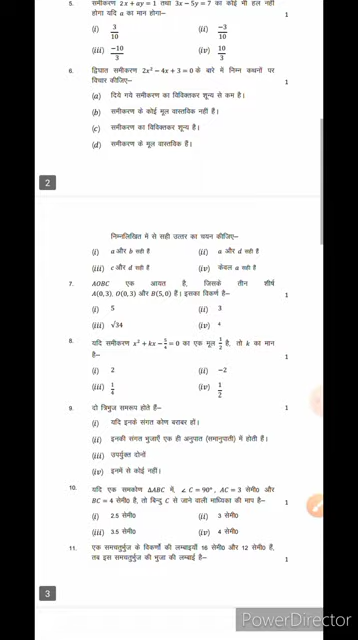 5. समीकरण 2x + ay = 1 तथा 3x - 5y = 7 का कोई भी हल नहीं 1
होगा यदि a का मान होगा–
(i) 3/10 (ii) -3/10
(iii) -10/3 (iv) 10/3
6. द्विघात समीकरण 2x² - 4x + 3 = 0 के बारे में निम्न कथनों पर 1
विचार कीजिए–
(a) दिये गये समीकरण का विविक्तकर शून्य से कम है।
(b) समीकरण के कोई मूल वास्तविक नहीं हैं।
(c) समीकरण का विविक्तकर शून्य है।
(d) समीकरण के मूल वास्तविक है।
2
निम्नलिखित में से सही उत्तर का चयन कीजिए–
(i) a और b सही हैं (ii) a और d सही हैं
(iii) c और d सही हैं (iv) केवल a सही है
7. AOBC एक आयत है, जिसके तीन शीर्ष
A(0,3), O(0,3) और B(5,0) हैं। इसका विकर्ण है– 1
(i) 5 (ii) 3
(iii) √34 (iv) 4
8. यदि समीकरण x² + kx - 5/4 = 0 का एक मूल 1/2 है, तो k का मान 1
है–
(i) 2 (ii) -2
(iii) 1/4 (iv) 1/2
9. दो त्रिभुज समरूप होते हैं– 1
(i) यदि इनके संगत कोण बराबर हों।
(ii) इनकी संगत भुजाएँ एक ही अनुपात (समानुपाती) में होती हैं।
(iii) उपर्युक्त दोनों
(iv) इनमें से कोई नहीं।
10. यदि एक समकोण ΔABC में, ∠ C = 90°, AC = 3 सेमी0 और
BC = 4 सेमी0 है, तो बिन्दु C से जाने वाली माध्यिका की माप है– 1
(i) 2.5 सेमी0 (ii) 3 सेमी0
(iii) 3.5 सेमी0 (iv) 4 सेमी0
11. एक समचतुर्भुज के विकर्णों की लम्बाइयाँ 16 सेमी0 और 12 सेमी0 हैं,
तब इस समचतुर्भुज की भुजा की लम्बाई है– 1
3
PowerDirector